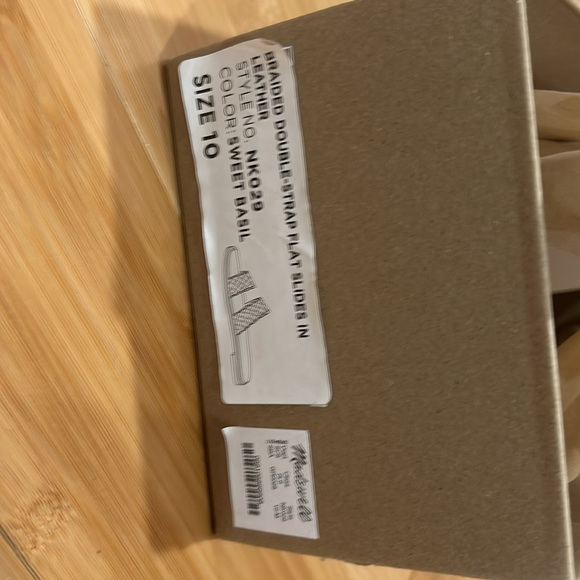 BRAIDED DOUBLE-STRAP FLAT SLIDES IN
LEATHER
STYLE NO. NK029
COLOR: SWEET BASIL
SIZE 10
Madewell